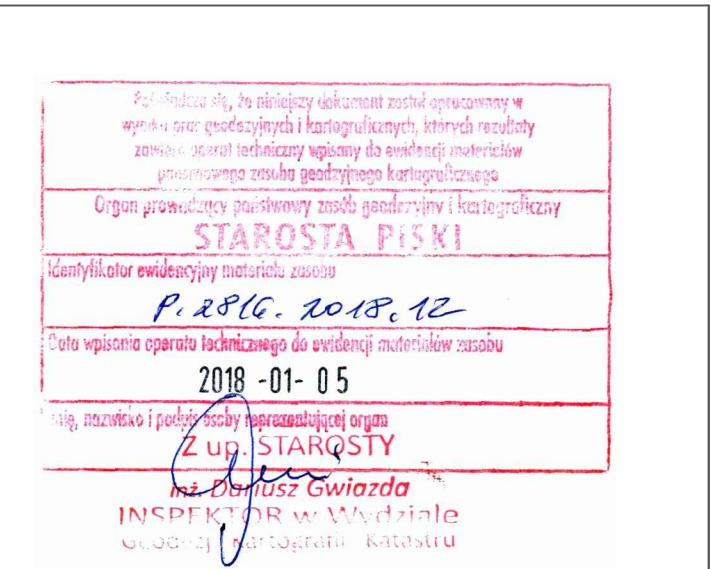 Poświadcza się, że niniejszy dokument został opracowany w
wyniku prac geodezyjnych i kartograficznych, których rezultaty
zawiera operat techniczny wpisany do ewidencji materiałów
państwowego zasobu geodzyjnego kartograficznego
Organ prowadzący państwowy zasób geodezyjny i kartograficzny
STAROSTA PISKI
Identyfikator ewidencyjny materiału zasobu
P.2816.2018.12
Data wpisania operatu technicznego do ewidencji materiałów zasobu
2018 -01- 05
Imię, nazwisko i podpis osoby reprezentującej organ
Z up. STAROSTY
inż. Dariusz Gwiazda
INSPEKTOR w Wydziale
Geodezji Kartografii Katastru